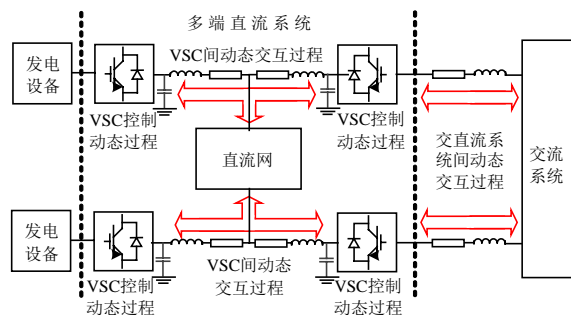 多端直流系统
VSC间动态交互过程
发电
设备
VSC控制
动态过程
VSC控制
动态过程
直流网
交直流系
统间动态
交互过程
交流
系统
发电
设备
VSC间动态
交互过程
VSC控制
动态过程
VSC控制
动态过程